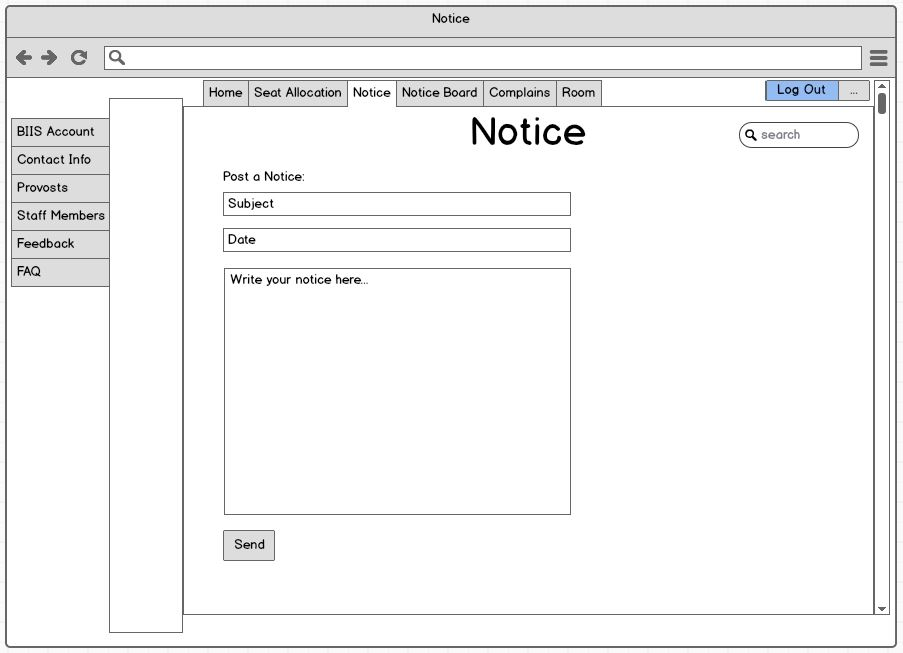 Notice
Home Seat Allocation Notice Notice Board Complains Room
Log Out ...
Notice
search
BIIS Account
Contact Info
Provosts
Staff Members
Feedback
FAQ
Post a Notice:
Subject
Date
Write your notice here...
Send